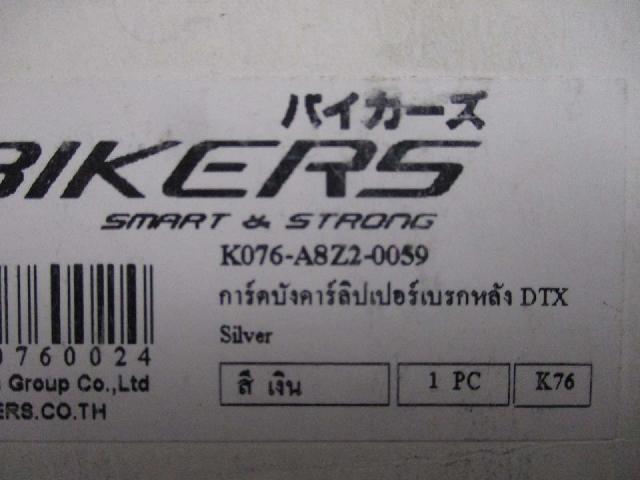 バイカーズ
BIKERS
SMART & STRONG
K076-A8Z2-0059
การ์ดบังคาร์ลิปเปอร์เบรกหลัง DTX
Silver
สี เงิน
1 PC
K76
0760024
Group Co.,Ltd
ERS.CO.TH